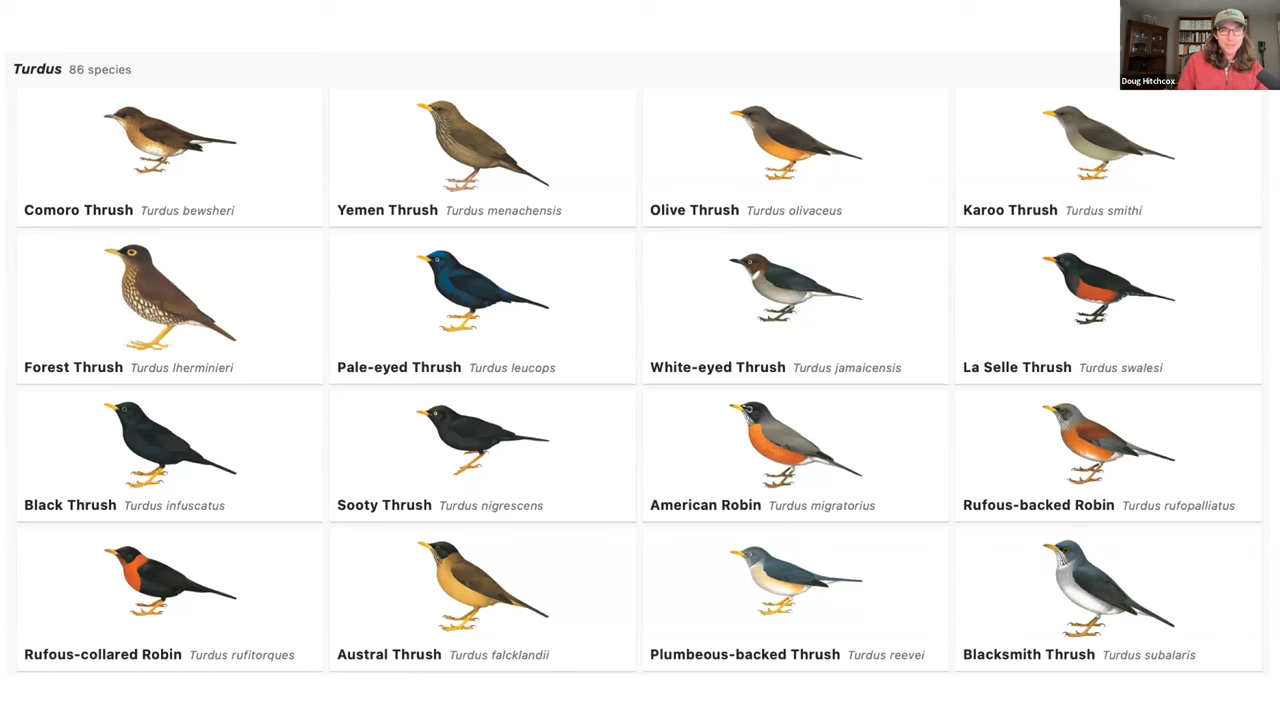 Doug Hitchcox
Turdus 86 species
Comoro Thrush Turdus bewsheri
Yemen Thrush Turdus menachensis
Olive Thrush Turdus olivaceus
Karoo Thrush Turdus smithi
Forest Thrush Turdus lherminieri
Pale-eyed Thrush Turdus leucops
White-eyed Thrush Turdus jamaicensis
La Selle Thrush Turdus swalesi
Black Thrush Turdus infuscatus
Sooty Thrush Turdus nigrescens
American Robin Turdus migratorius
Rufous-backed Robin Turdus rufopalliatus
Rufous-collared Robin Turdus rufitorques
Austral Thrush Turdus falcklandii
Plumbeous-backed Thrush Turdus reevei
Blacksmith Thrush Turdus subalaris